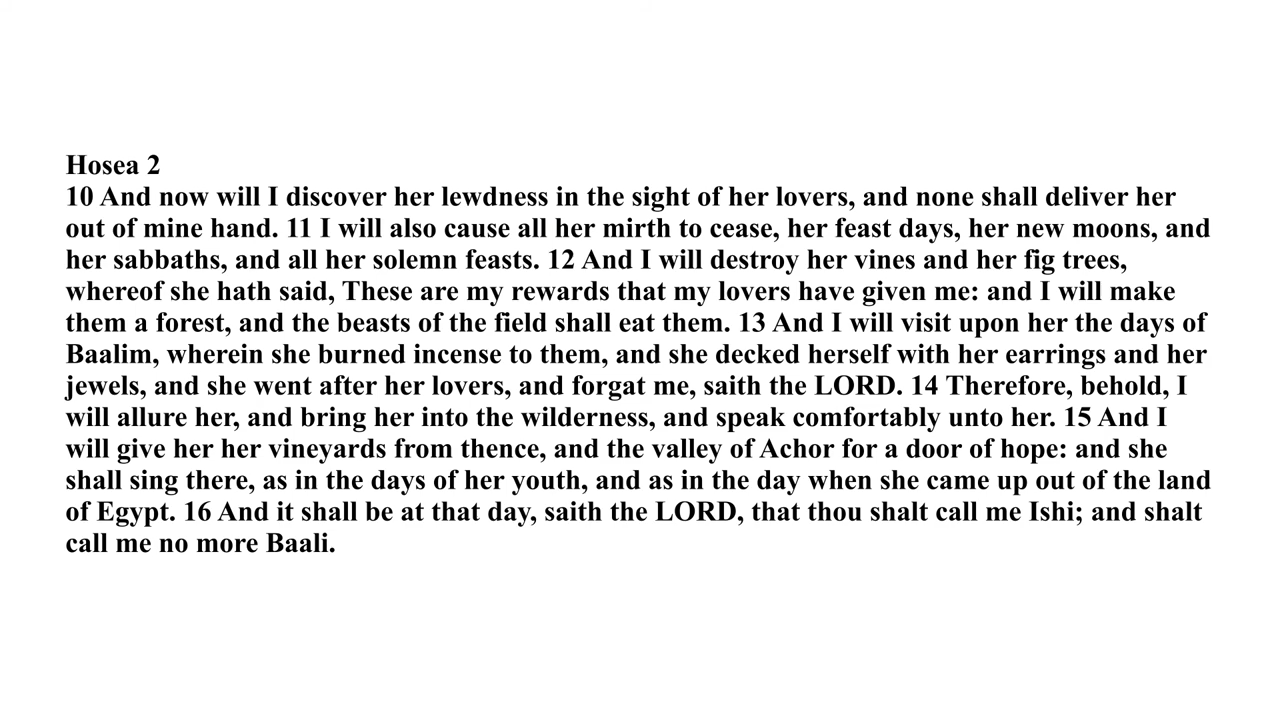 Hosea 2
10 And now will I discover her lewdness in the sight of her lovers, and none shall deliver her
out of mine hand. 11 I will also cause all her mirth to cease, her feast days, her new moons, and
her sabbaths, and all her solemn feasts. 12 And I will destroy her vines and her fig trees,
whereof she hath said, These are my rewards that my lovers have given me: and I will make
them a forest, and the beasts of the field shall eat them. 13 And I will visit upon her the days of
Baalim, wherein she burned incense to them, and she decked herself with her earrings and her
jewels, and she went after her lovers, and forgat me, saith the LORD. 14 Therefore, behold, I
will allure her, and bring her into the wilderness, and speak comfortably unto her. 15 And I
will give her her vineyards from thence, and the valley of Achor for a door of hope: and she
shall sing there, as in the days of her youth, and as in the day when she came up out of the land
of Egypt. 16 And it shall be at that day, saith the LORD, that thou shalt call me Ishi; and shalt
call me no more Baali.